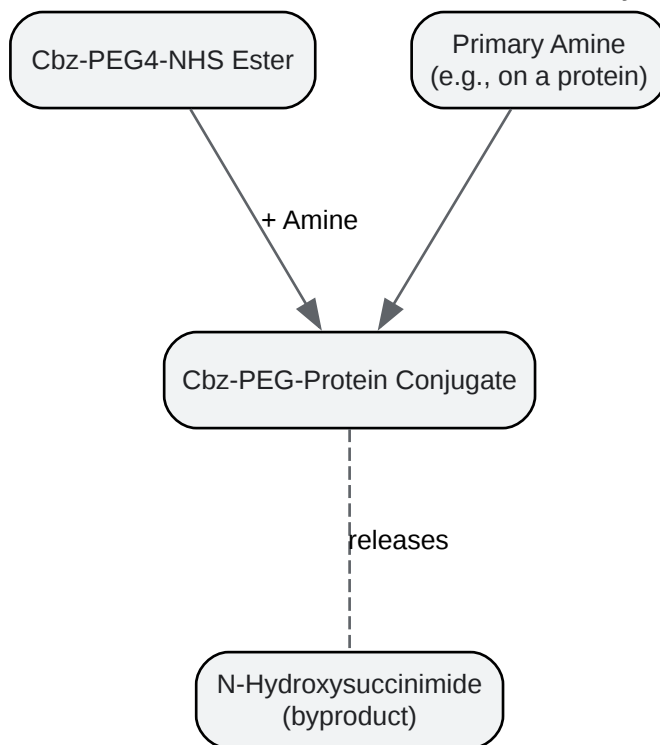 Cbz-PEG4-NHS Ester
Primary Amine
(e.g., on a protein)
+ Amine
Cbz-PEG-Protein Conjugate
releases
N-Hydroxysuccinimide
(byproduct)